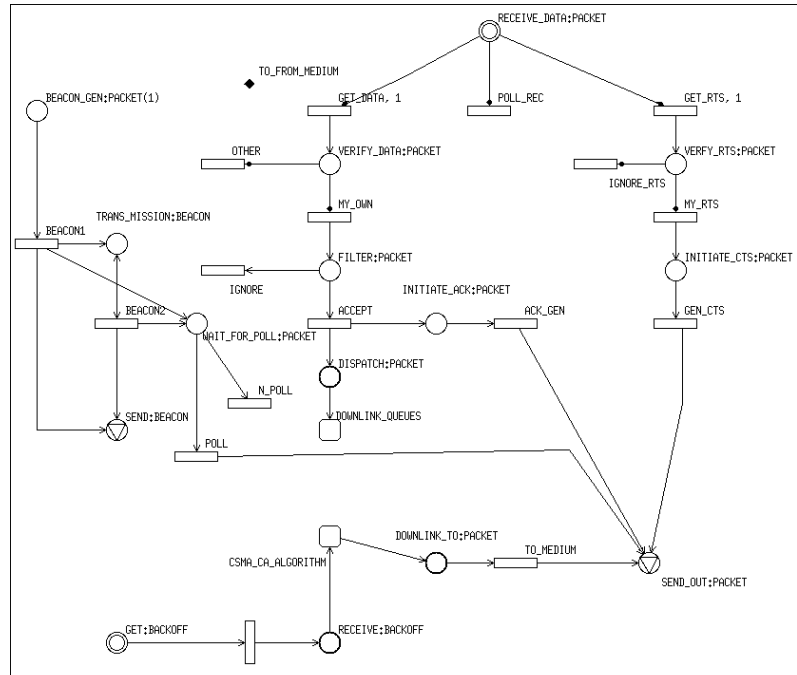 RECEIVE_DATA:PACKET
TO_FROM_MEDIUM
BEACON_GEN:PACKET(1)
GET_DATA, 1
POLL_REC
GET_RTS, 1
OTHER
VERIFY_DATA:PACKET
VERFY_RTS:PACKET
IGNORE_RTS
MY_OWN
MY_RTS
TRANS_MISSION:BEACON
BEACON1
FILTER:PACKET
INITIATE_CTS:PACKET
IGNORE
INITIATE_ACK:PACKET
BEACON2
ACCEPT
ACK_GEN
GEN_CTS
WAIT_FOR_POLL:PACKET
DISPATCH:PACKET
N_POLL
SEND:BEACON
DOWNLINK_QUEUES
POLL
DOWNLINK_TO:PACKET
CSMA_CA_ALGORITHM
TO_MEDIUM
SEND_OUT:PACKET
GET:BACKOFF
RECEIVE:BACKOFF